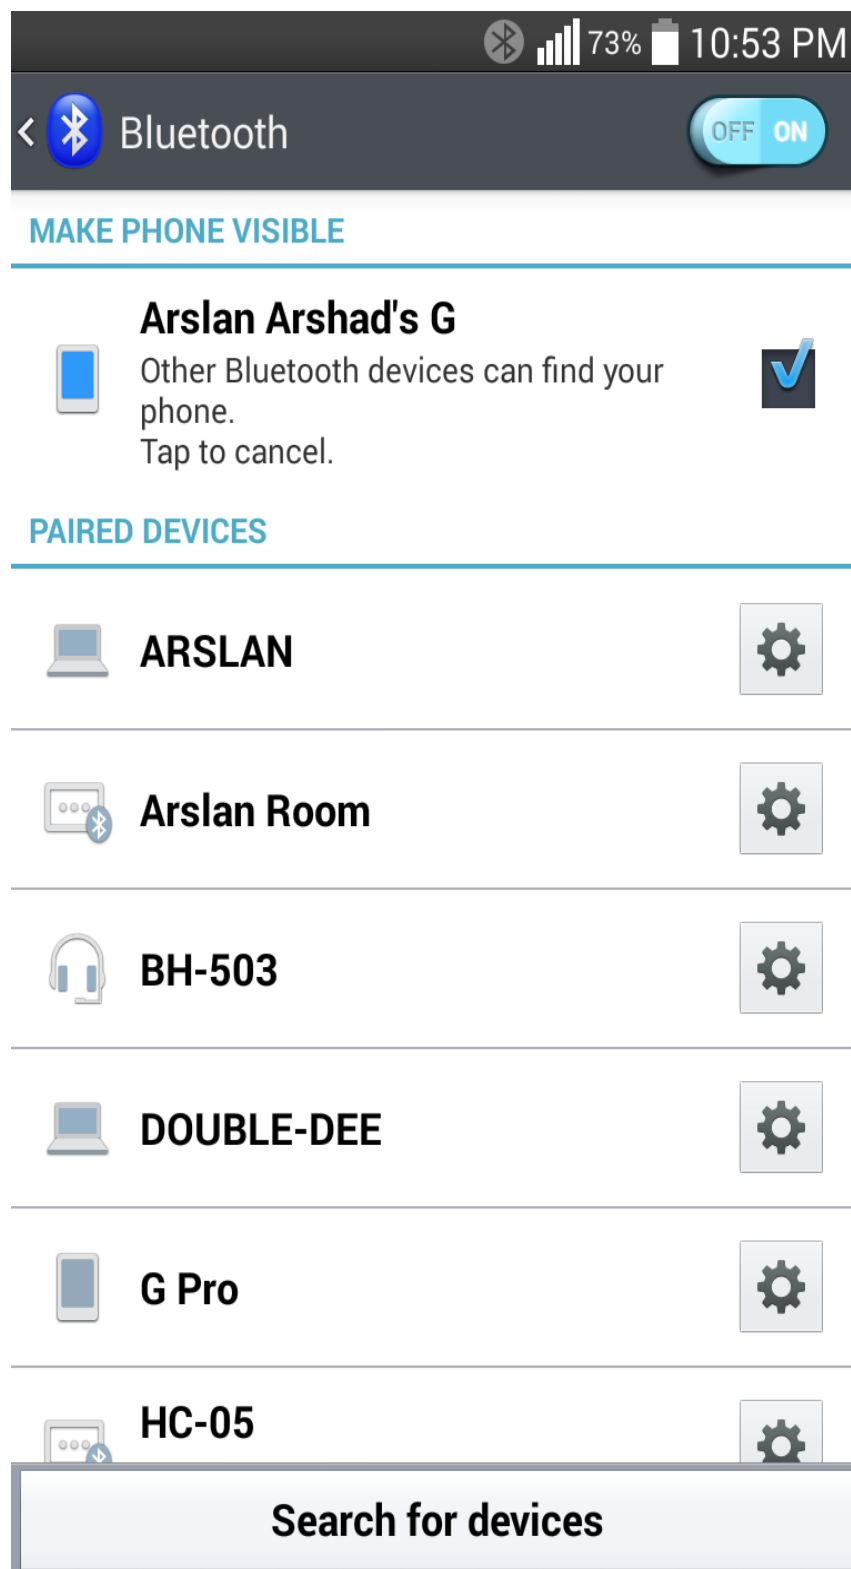 73% 10:53 PM
Bluetooth OFF ON
MAKE PHONE VISIBLE
Arslan Arshad's G
Other Bluetooth devices can find your
phone.
Tap to cancel.
PAIRED DEVICES
ARSLAN
Arslan Room
BH-503
DOUBLE-DEE
G Pro
HC-05
Search for devices